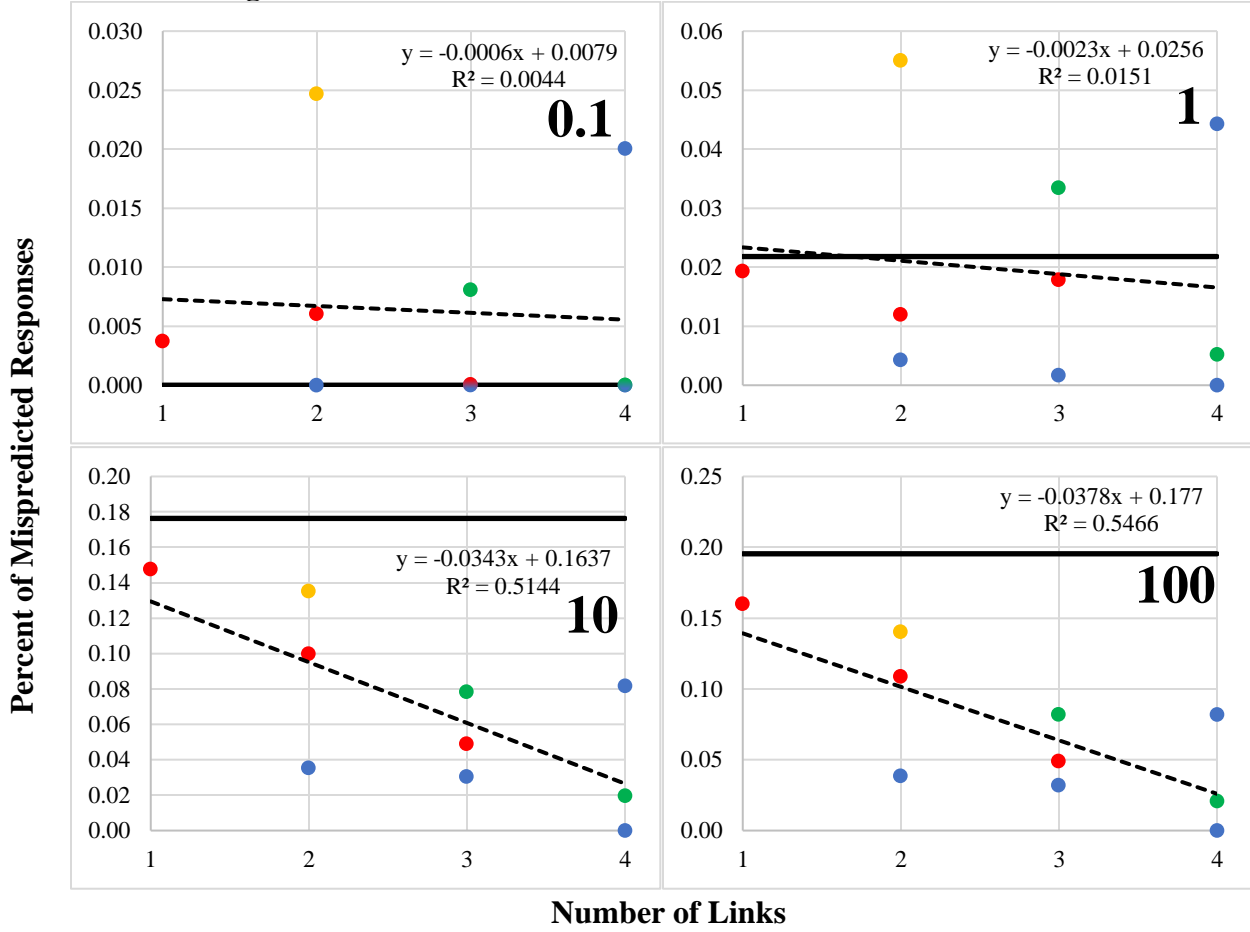 Percent of Mispredicted Responses
0.030
0.025
0.020
0.015
0.010
0.005
0.000
1 2 3 4
y = -0.0006x + 0.0079
R² = 0.0044
0.1
0.06
0.05
0.04
0.03
0.02
0.01
0.00
1 2 3 4
y = -0.0023x + 0.0256
R² = 0.0151
1
0.20
0.18
0.16
0.14
0.12
0.10
0.08
0.06
0.04
0.02
0.00
1 2 3 4
y = -0.0343x + 0.1637
R² = 0.5144
10
0.25
0.20
0.15
0.10
0.05
0.00
1 2 3 4
y = -0.0378x + 0.177
R² = 0.5466
100
Number of Links